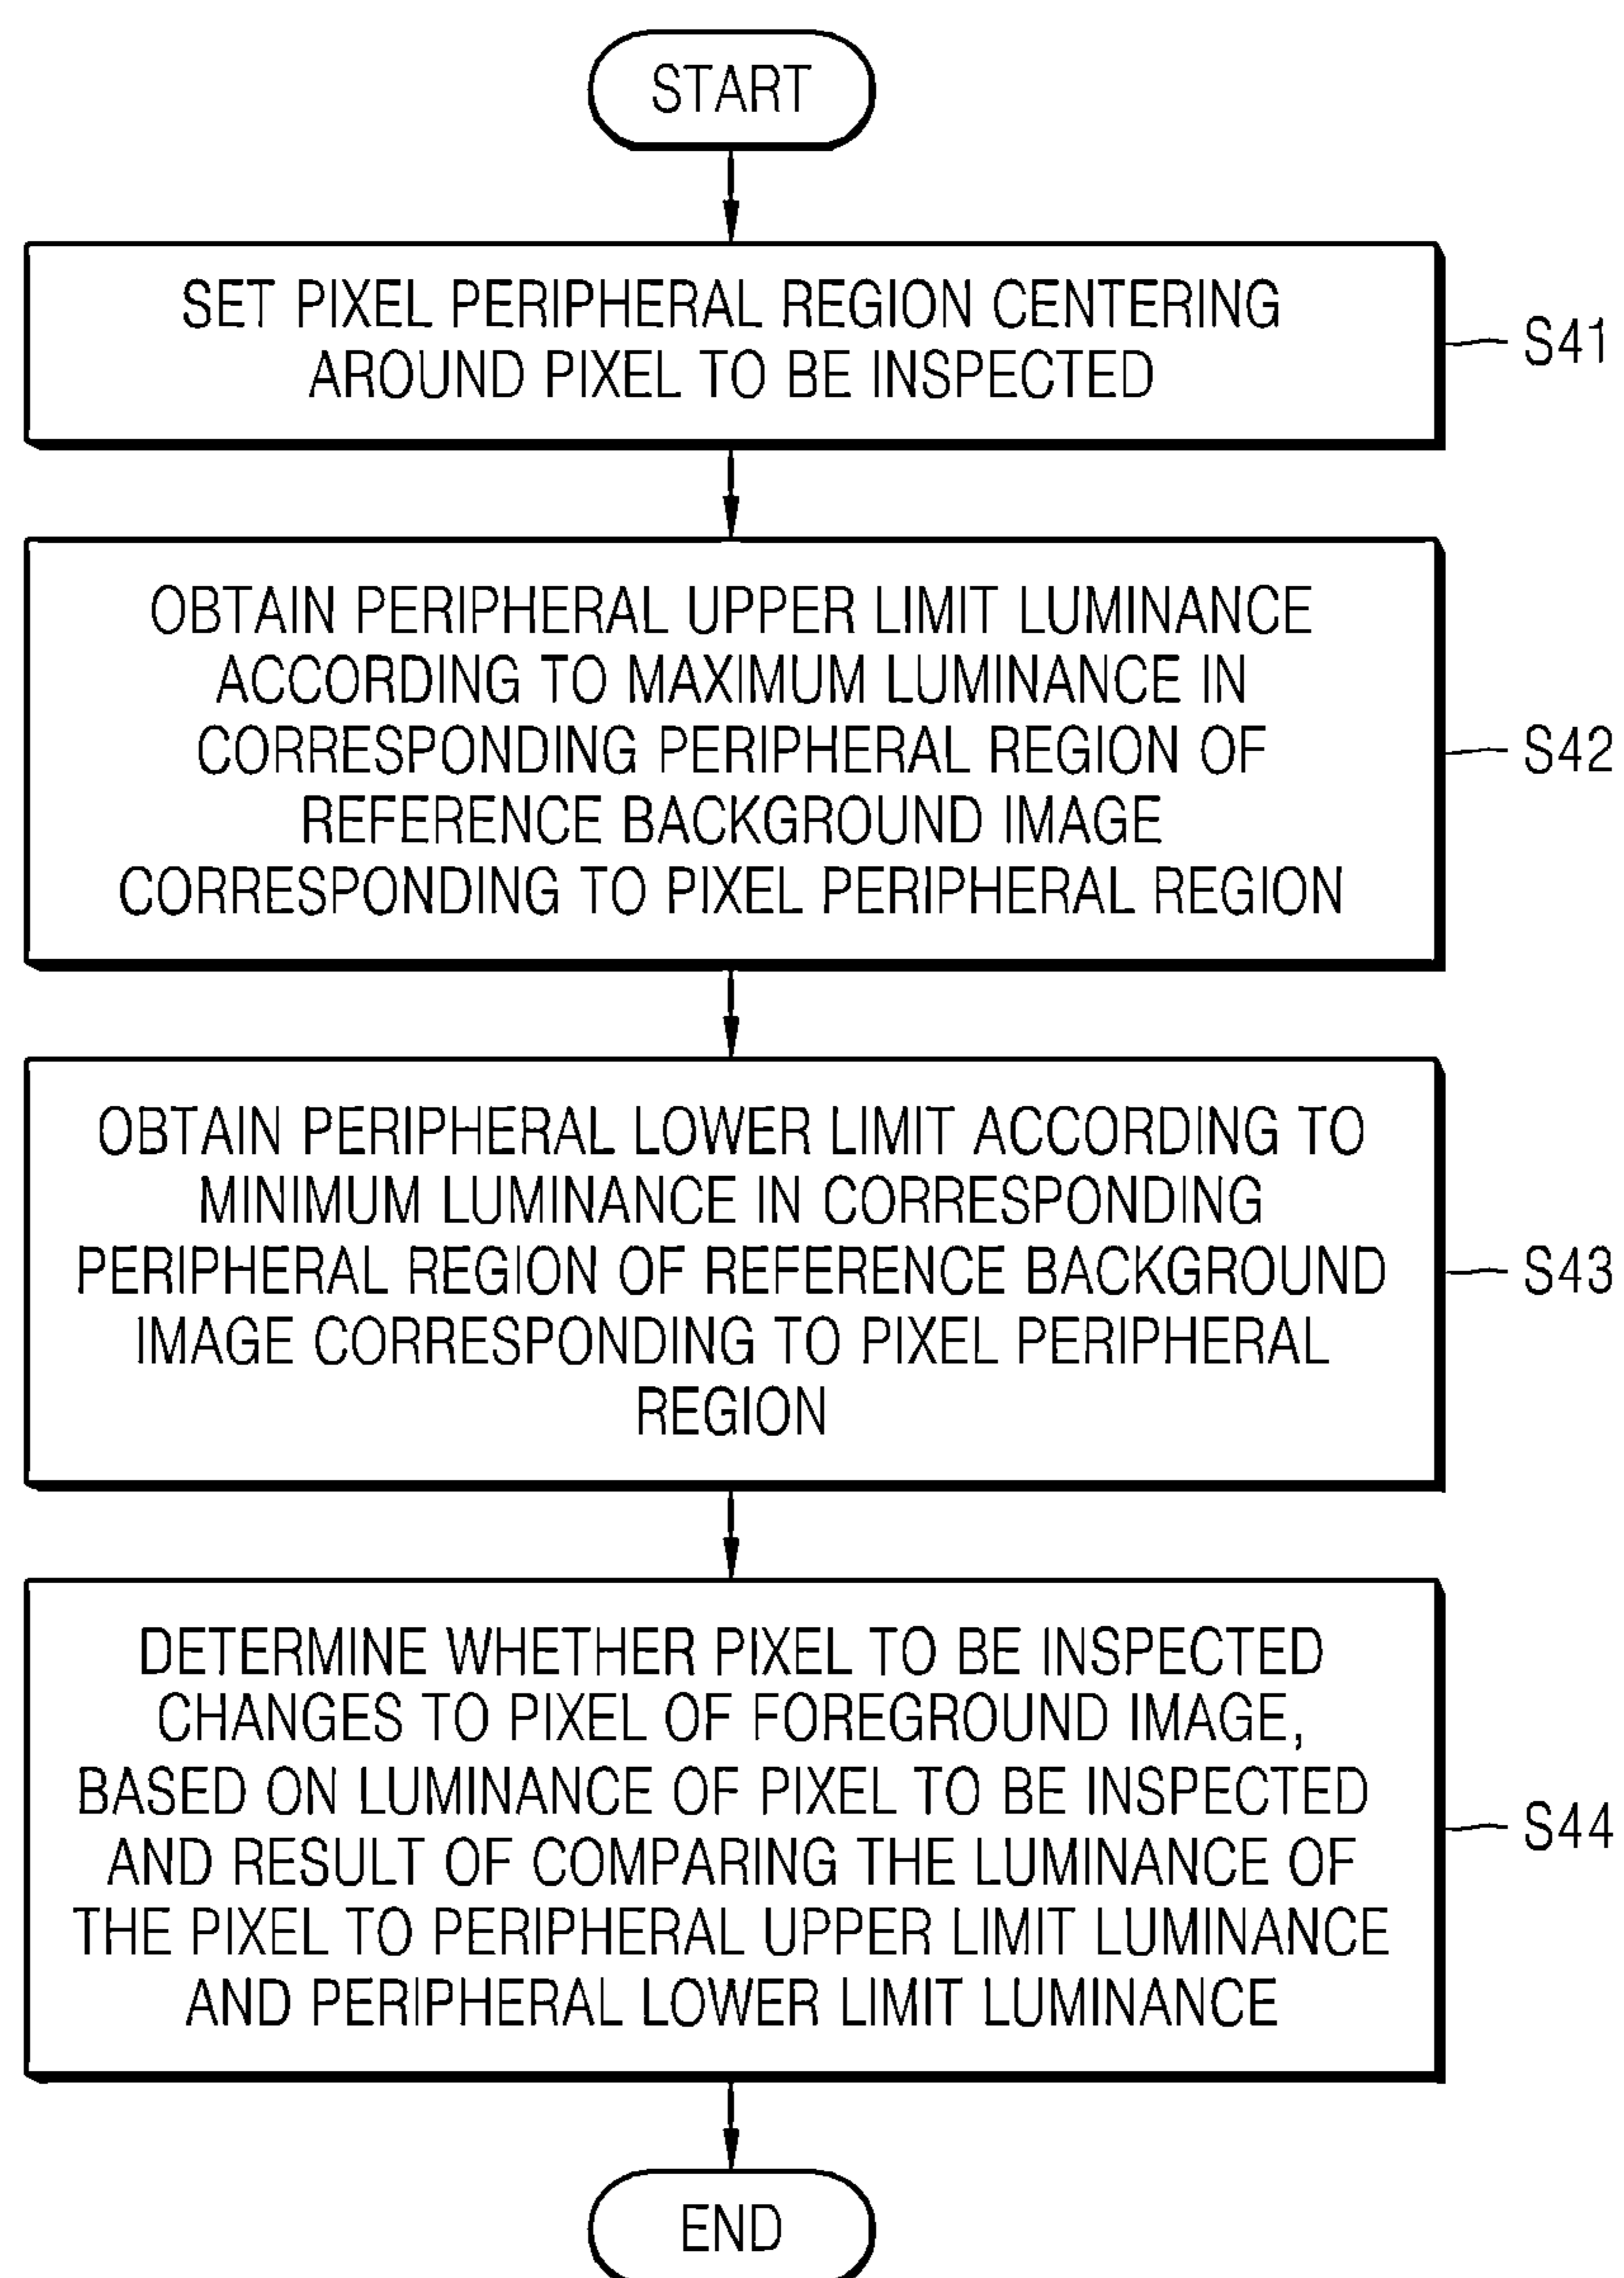 START
SET PIXEL PERIPHERAL REGION CENTERING
AROUND PIXEL TO BE INSPECTED
S41
OBTAIN PERIPHERAL UPPER LIMIT LUMINANCE
ACCORDING TO MAXIMUM LUMINANCE IN
CORRESPONDING PERIPHERAL REGION OF
REFERENCE BACKGROUND IMAGE
CORRESPONDING TO PIXEL PERIPHERAL REGION
S42
OBTAIN PERIPHERAL LOWER LIMIT ACCORDING TO
MINIMUM LUMINANCE IN CORRESPONDING
PERIPHERAL REGION OF REFERENCE BACKGROUND
IMAGE CORRESPONDING TO PIXEL PERIPHERAL
REGION
S43
DETERMINE WHETHER PIXEL TO BE INSPECTED
CHANGES TO PIXEL OF FOREGROUND IMAGE,
BASED ON LUMINANCE OF PIXEL TO BE INSPECTED
AND RESULT OF COMPARING THE LUMINANCE OF
THE PIXEL TO PERIPHERAL UPPER LIMIT LUMINANCE
AND PERIPHERAL LOWER LIMIT LUMINANCE
S44
END